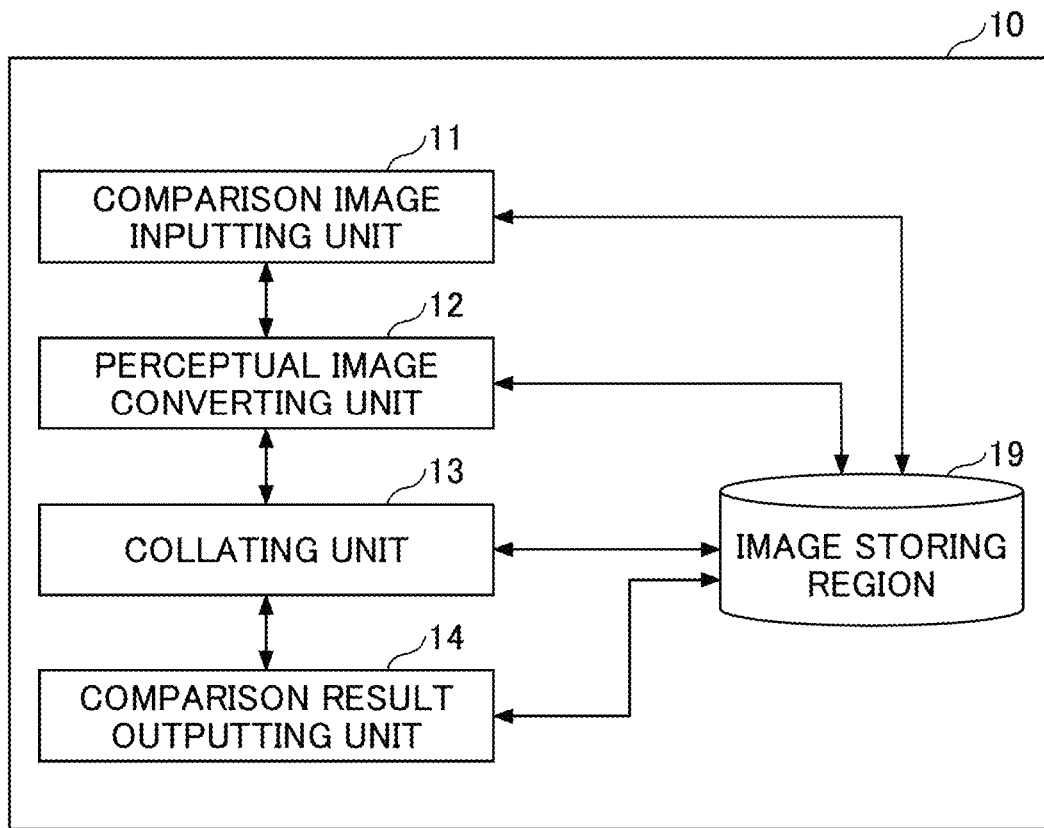 10
11
COMPARISON IMAGE
INPUTTING UNIT
12
PERCEPTUAL IMAGE
CONVERTING UNIT
13
COLLATING UNIT
19
IMAGE STORING
REGION
14
COMPARISON RESULT
OUTPUTTING UNIT